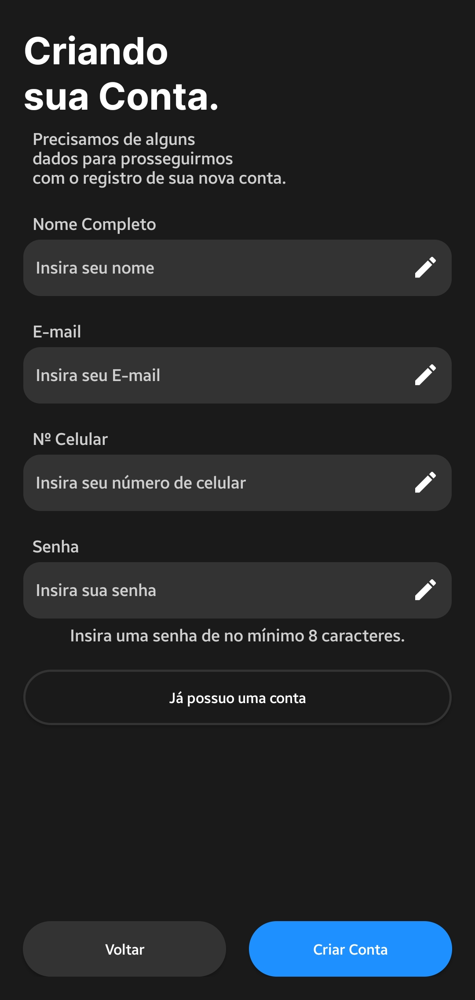 Criando
sua Conta.
Precisamos de alguns
dados para prosseguirmos
com o registro de sua nova conta.
Nome Completo
Insira seu nome
E-mail
Insira seu E-mail
Nº Celular
Insira seu número de celular
Senha
Insira sua senha
Insira uma senha de no mínimo 8 caracteres.
Já possuo uma conta
Voltar
Criar Conta